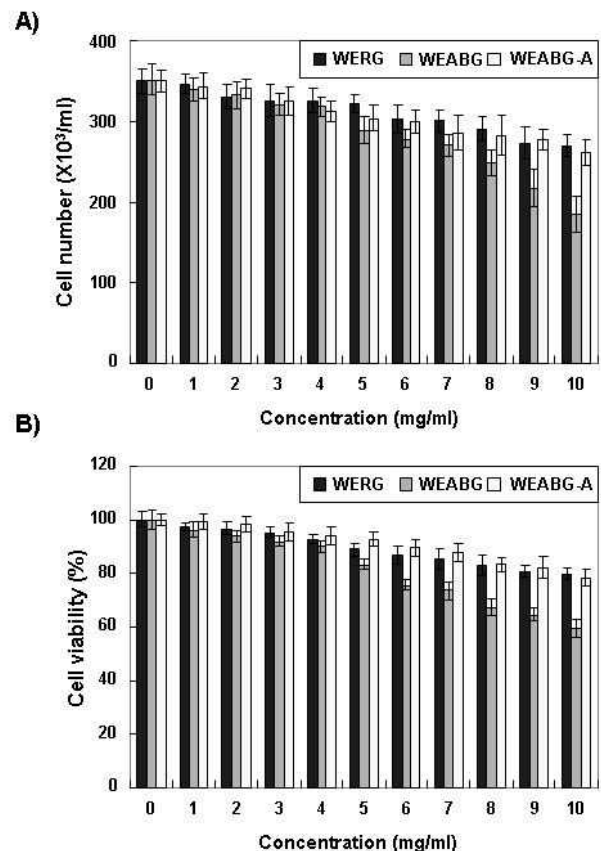 A)
400
300
200
100
0
Cell number (X10³/ml)
WERG WEABG WEABG-A
0 1 2 3 4 5 6 7 8 9 10
Concentration (mg/ml)
B)
120
100
80
60
40
20
0
Cell viability (%)
WERG WEABG WEABG-A
0 1 2 3 4 5 6 7 8 9 10
Concentration (mg/ml)